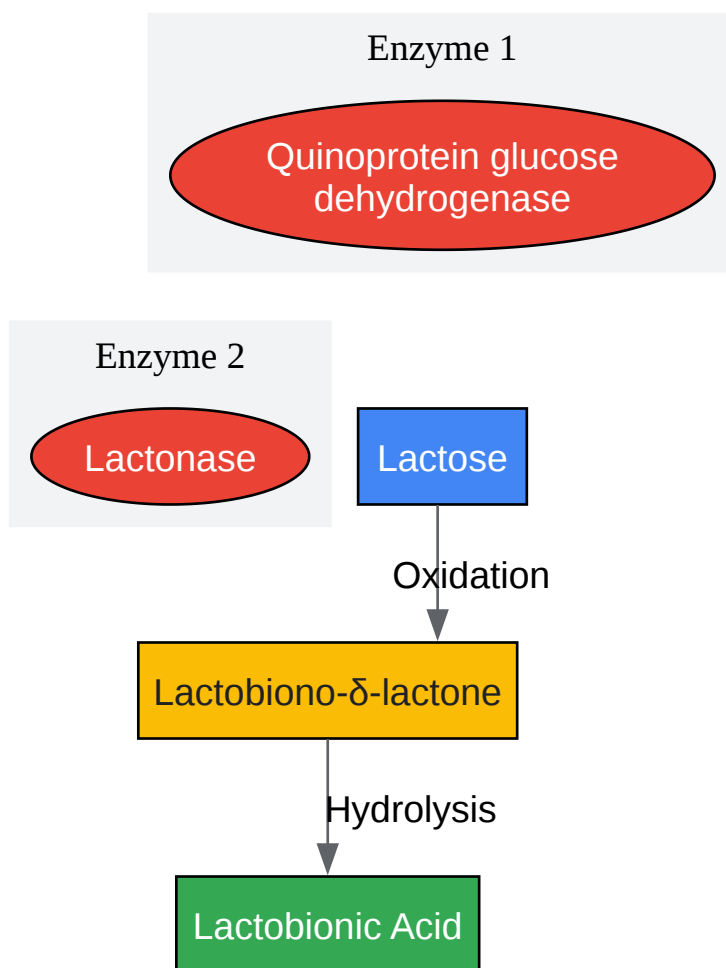 Enzyme 1
Quinoprotein glucose
dehydrogenase
Enzyme 2
Lactonase
Lactose
Oxidation
Lactobiono-δ-lactone
Hydrolysis
Lactobionic Acid